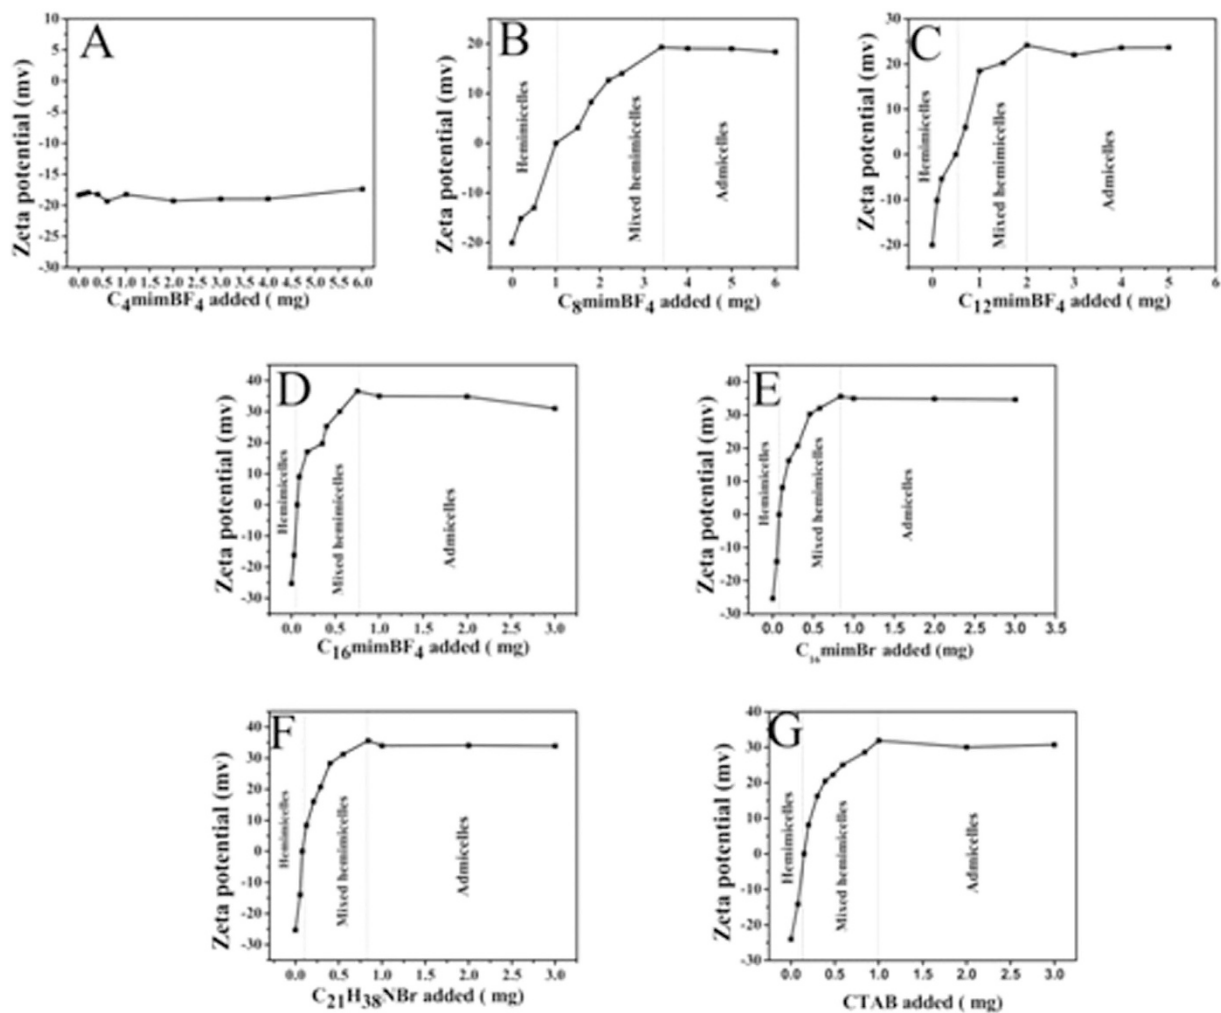 A
Zeta potential (mv)
10
5
0
-5
-10
-15
-20
-25
-30
0.0 0.5 1.0 1.5 2.0 2.5 3.0 3.5 4.0 4.5 5.0 5.5 6.0
C4mimBF4 added ( mg)
B
Zeta potential (mv)
20
10
0
-10
-20
Hemimicelles
Mixed hemimicelles
Admicelles
0 1 2 3 4 5 6
C8mimBF4 added ( mg)
C
Zeta potential (mv)
30
20
10
0
-10
-20
Hemimicelles
Mixed hemimicelles
Admicelles
0 1 2 3 4 5 6
C12mimBF4 added ( mg)
D
Zeta potential (mv)
40
30
20
10
0
-10
-20
-30
Hemimicelles
Mixed hemimicelles
Admicelles
0.0 0.5 1.0 1.5 2.0 2.5 3.0
C16mimBF4 added ( mg)
E
Zeta potential (mv)
40
30
20
10
0
-10
-20
-30
Hemimicelles
Mixed hemimicelles
Admicelles
0.0 0.5 1.0 1.5 2.0 2.5 3.0 3.5
C16mimBr added (mg)
F
Zeta potential (mv)
40
30
20
10
0
-10
-20
-30
Hemimicelles
Mixed hemimicelles
Admicelles
0.0 0.5 1.0 1.5 2.0 2.5 3.0
C21H38NBr added ( mg)
G
Zeta potential (mv)
40
30
20
10
0
-10
-20
-30
Hemimicelles
Mixed hemimicelles
Admicelles
0.0 0.5 1.0 1.5 2.0 2.5 3.0
CTAB added ( mg)